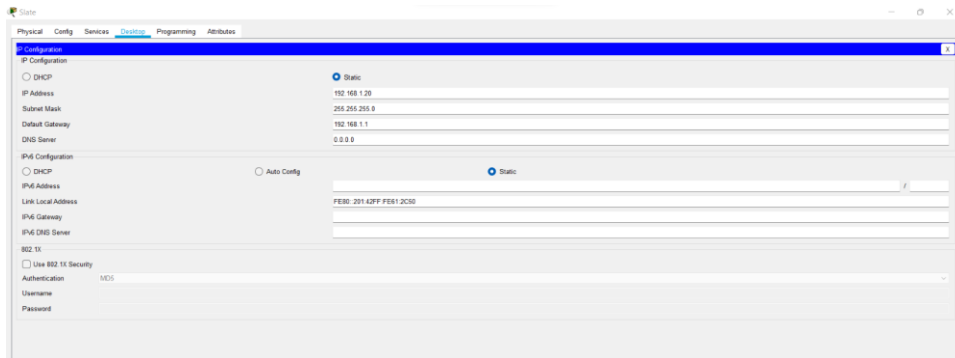 Slate
Physical Config Services Desktop Programming Attributes
IP Configuration X
IP Configuration
DHCP Static
IP Address 192.168.1.20
Subnet Mask 255.255.255.0
Default Gateway 192.168.1.1
DNS Server 0.0.0.0
IPv6 Configuration
DHCP Auto Config Static
IPv6 Address /
Link Local Address FE80::201:42FF:FE61:2C60
IPv6 Gateway
IPv6 DNS Server
802.1X
Use 802.1X Security
Authentication MD5
Username
Password